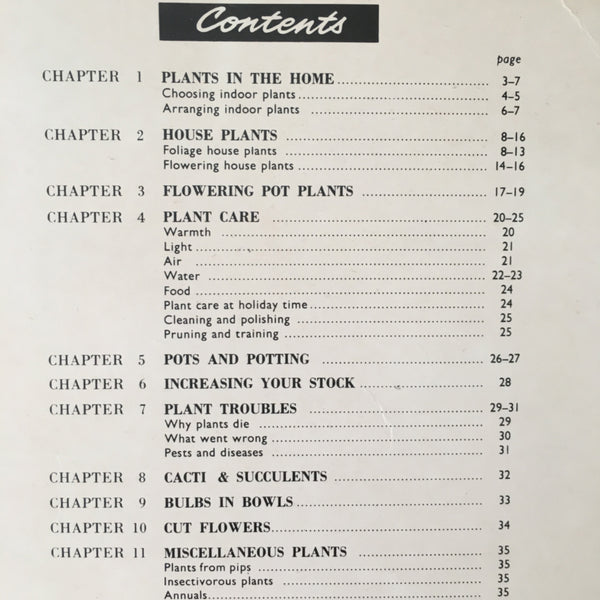 Contents
page
CHAPTER 1 PLANTS IN THE HOME 3–7
Choosing indoor plants 4–5
Arranging indoor plants 6–7
CHAPTER 2 HOUSE PLANTS 8–16
Foliage house plants 8–13
Flowering house plants 14–16
CHAPTER 3 FLOWERING POT PLANTS 17–19
CHAPTER 4 PLANT CARE 20–25
Warmth 20
Light 21
Air 21
Water 22–23
Food 24
Plant care at holiday time 24
Cleaning and polishing 25
Pruning and training 25
CHAPTER 5 POTS AND POTTING 26–27
CHAPTER 6 INCREASING YOUR STOCK 28
CHAPTER 7 PLANT TROUBLES 29–31
Why plants die 29
What went wrong 30
Pests and diseases 31
CHAPTER 8 CACTI & SUCCULENTS 32
CHAPTER 9 BULBS IN BOWLS 33
CHAPTER 10 CUT FLOWERS 34
CHAPTER 11 MISCELLANEOUS PLANTS 35
Plants from pips 35
Insectivorous plants 35
Annuals 35